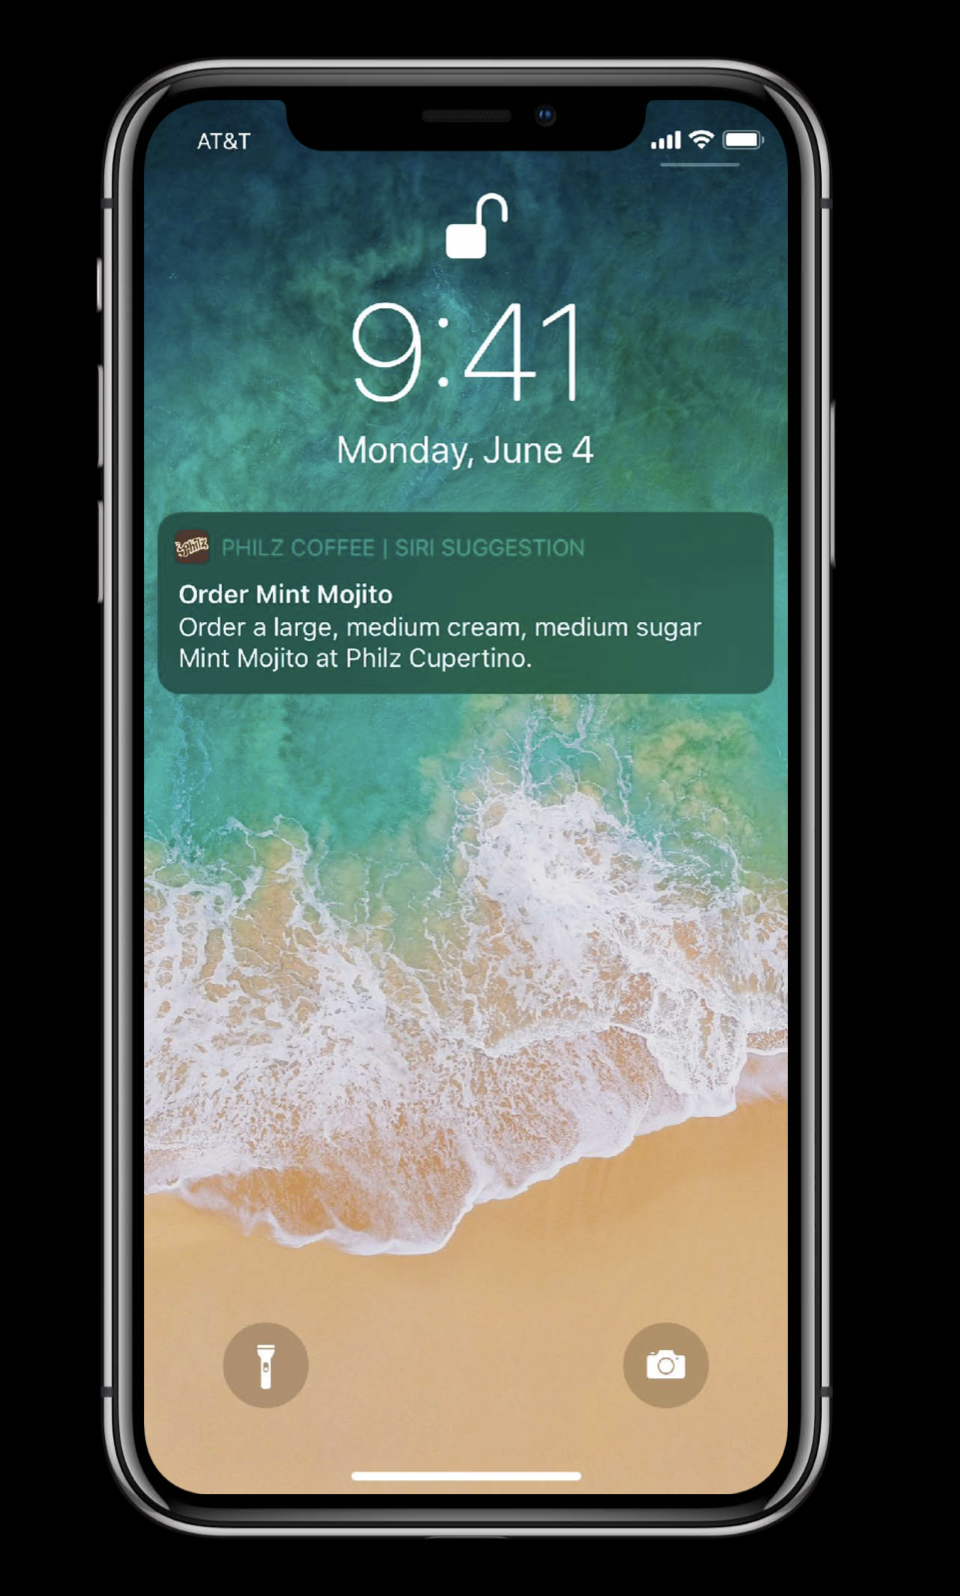 AT&T
9:41
Monday, June 4
Philz
PHILZ COFFEE | SIRI SUGGESTION
Order Mint Mojito
Order a large, medium cream, medium sugar
Mint Mojito at Philz Cupertino.